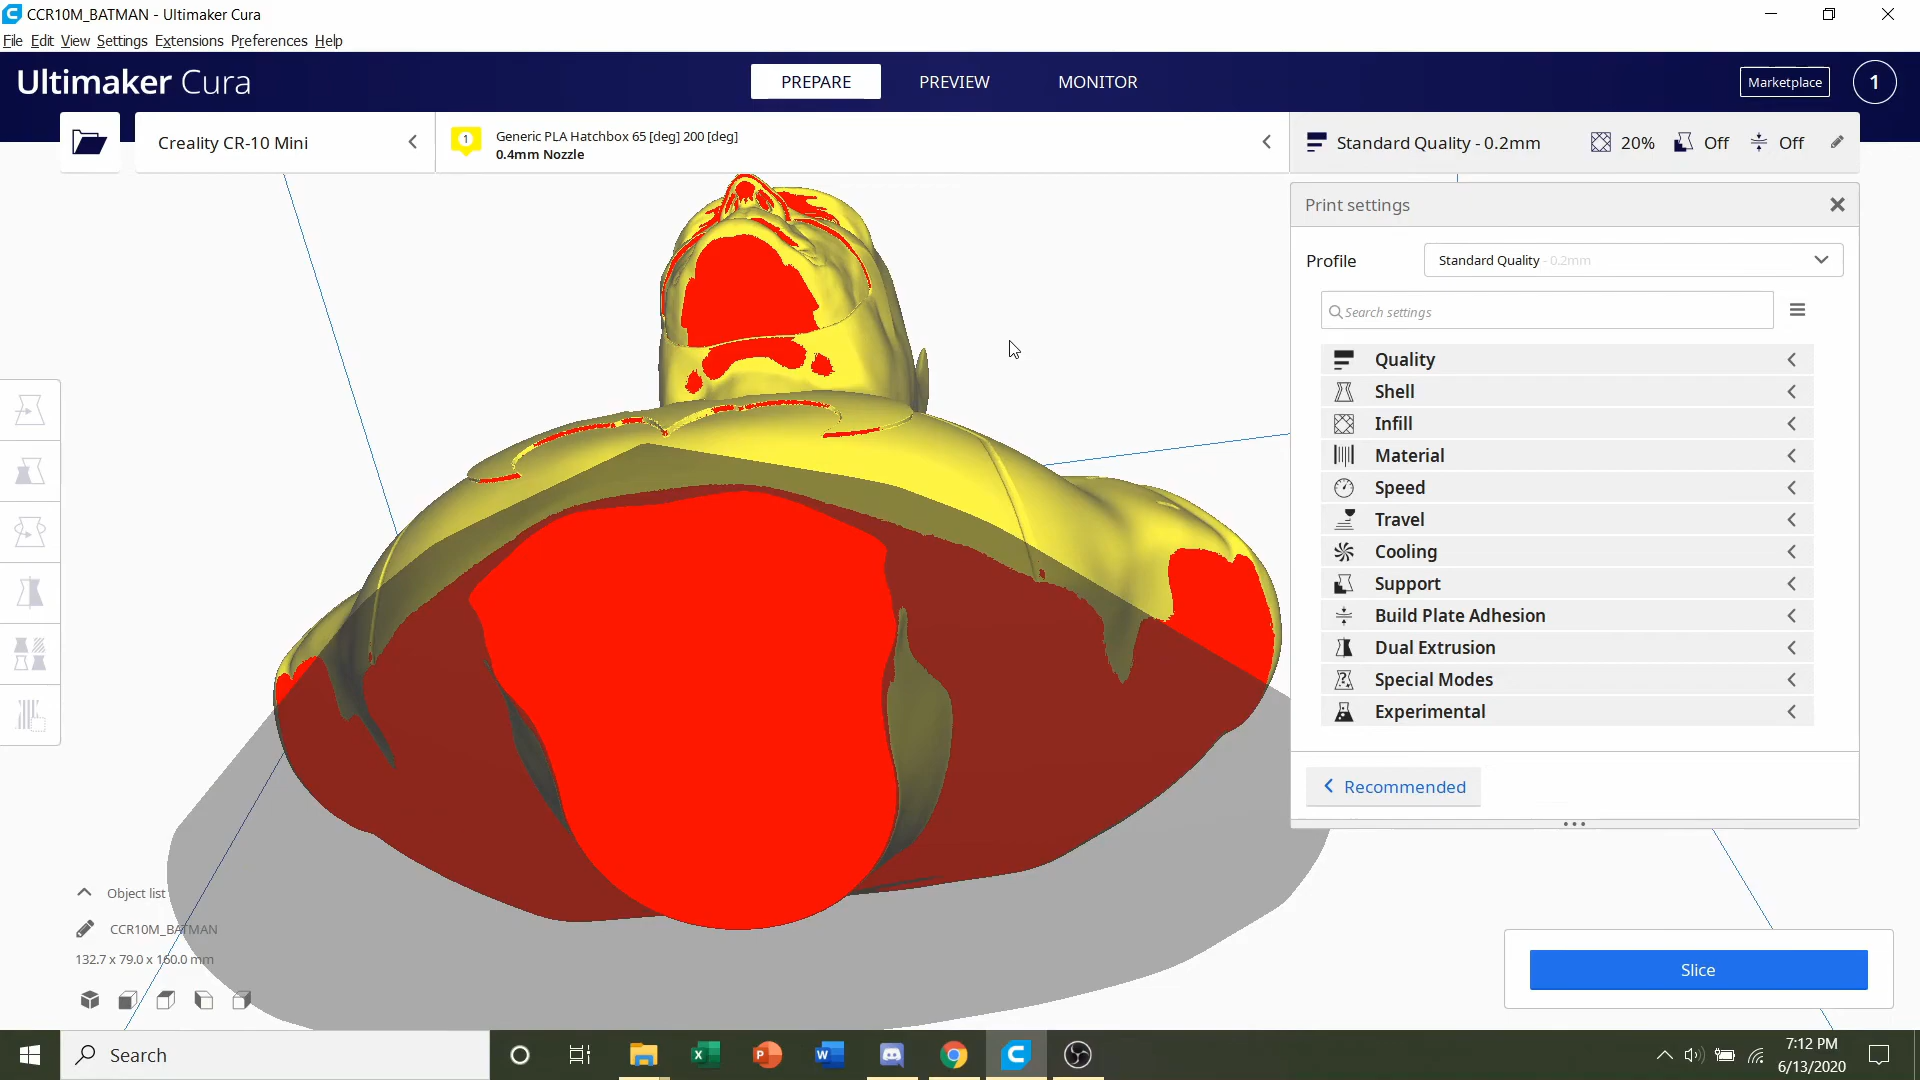 CCR10M_BATMAN - Ultimaker Cura
File Edit View Settings Extensions Preferences Help
Ultimaker Cura
PREPARE
PREVIEW
MONITOR
Marketplace
1
Creality CR-10 Mini
1
Generic PLA Hatchbox 65 [deg] 200 [deg]
0.4mm Nozzle
Standard Quality - 0.2mm
20%
Off
Off
Print settings
Profile
Standard Quality - 0.2mm
Search settings
Quality
Shell
Infill
Material
Speed
Travel
Cooling
Support
Build Plate Adhesion
Dual Extrusion
Special Modes
Experimental
Recommended
Object list
CCR10M_BATMAN
132.7 x 79.0 x 160.0 mm
Slice
Search
7:12 PM
6/13/2020